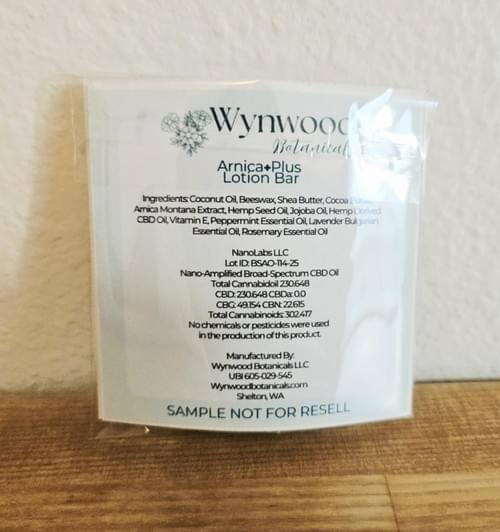 Wynwood
Botanicals
Arnica+Plus
Lotion Bar
Ingredients: Coconut Oil, Beeswax, Shea Butter, Cocoa
Arnica Montana Extract, Hemp Seed Oil, Jojoba Oil, Hemp Derived
CBD Oil, Vitamin E, Peppermint Essential Oil, Lavender Bulgarian
Essential Oil, Rosemary Essential Oil
NanoLabs LLC
Lot ID: BSAO-114-25
Nano-Amplified Broad-Spectrum CBD Oil
Total Cannabidoil 230.648
CBD: 230.648 CBDa: 0.0
CBG: 49.154 CBN: 22.615
Total Cannabinoids: 302.417
No chemicals or pesticides were used
in the production of this product.
Manufactured By:
Wynwood Botanicals LLC
UBI 605-029-545
Wynwoodbotanicals.com
Shelton, WA
SAMPLE NOT FOR RESELL